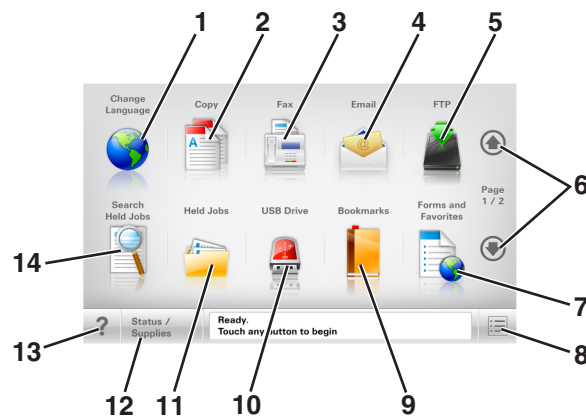 1 2 3 4 5
Change
Language
Copy
Fax
Email
FTP
A
@
6
Page
1 / 2
Search
Held Jobs
Held Jobs
USB Drive
Bookmarks
Forms and
Favorites
14
7
?
Status /
Supplies
Ready.
Touch any button to begin
13
12
11
10
9
8